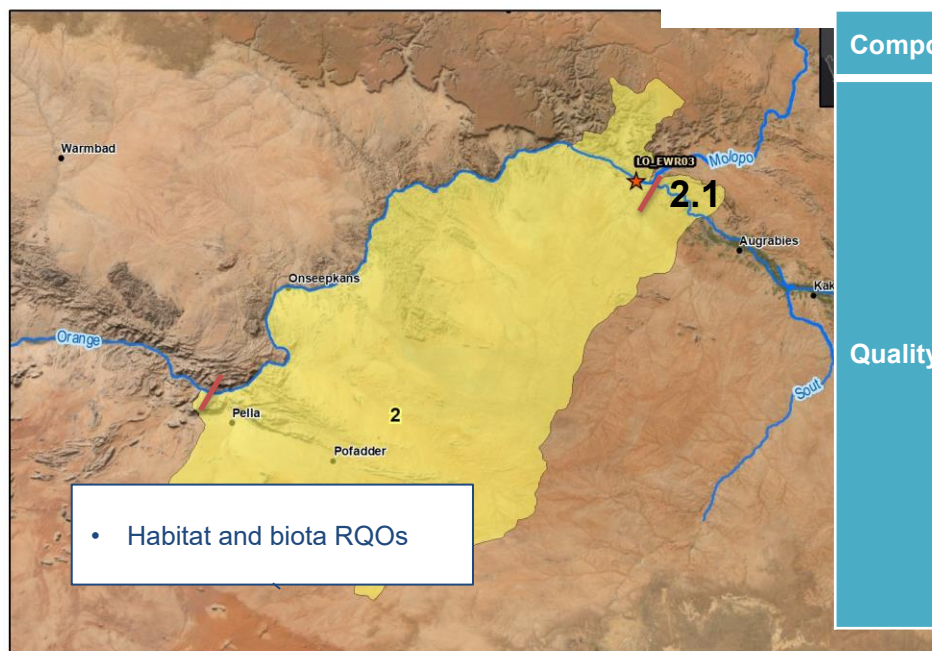 Compo
Warmbad
LO_EWR03
Molopo
2.1
Augrabies
Onseepkans
Kak
Orange
Quality
Sout
Pella
2
Pofadder
• Habitat and biota RQOs